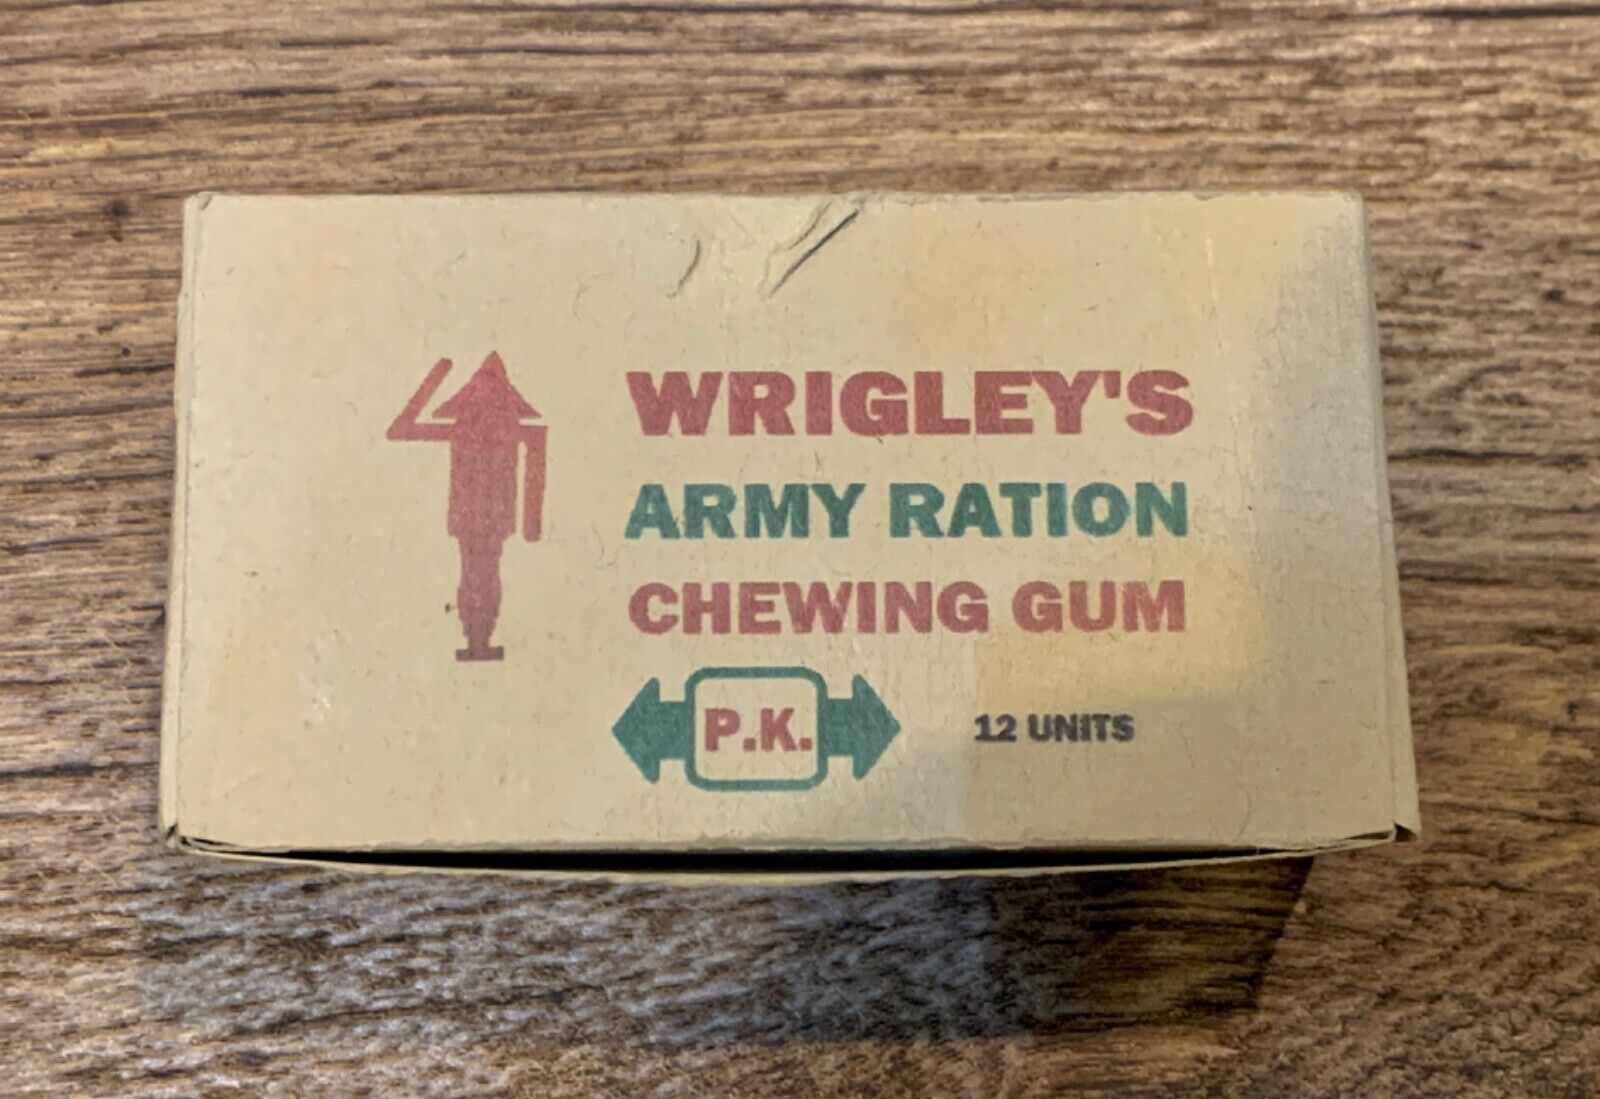 WRIGLEY'S
ARMY RATION
CHEWING GUM
P.K. 12 UNITS